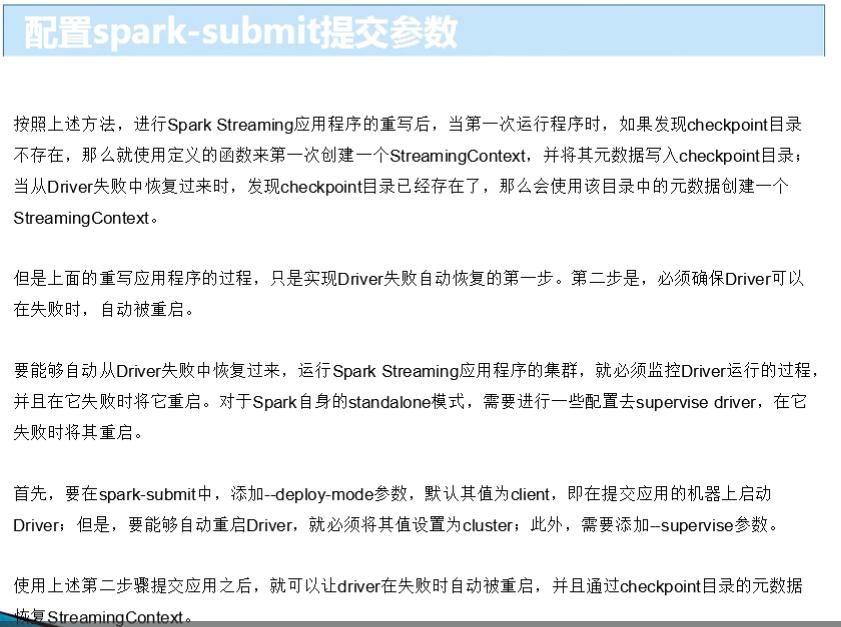 配置spark-submit提交参数
按照上述方法，进行Spark Streaming应用程序的重写后，当第一次运行程序时，如果发现checkpoint目录
不存在，那么就使用定义的函数来第一次创建一个StreamingContext，并将其元数据写入checkpoint目录；
当从Driver失败中恢复过来时，发现checkpoint目录已经存在了，那么会使用该目录中的元数据创建一个
StreamingContext。
但是上面的重写应用程序的过程，只是实现Driver失败自动恢复的第一步。第二步是，必须确保Driver可以
在失败时，自动被重启。
要能够自动从Driver失败中恢复过来，运行Spark Streaming应用程序的集群，就必须监控Driver运行的过程，
并且在它失败时将它重启。对于Spark自身的standalone模式，需要进行一些配置去supervise driver，在它
失败时将其重启。
首先，要在spark-submit中，添加--deploy-mode参数，默认其值为client，即在提交应用的机器上启动
Driver；但是，要能够自动重启Driver，就必须将其值设置为cluster；此外，需要添加--supervise参数。
使用上述第二步骤提交应用之后，就可以让driver在失败时自动被重启，并且通过checkpoint目录的元数据
恢复StreamingContext。